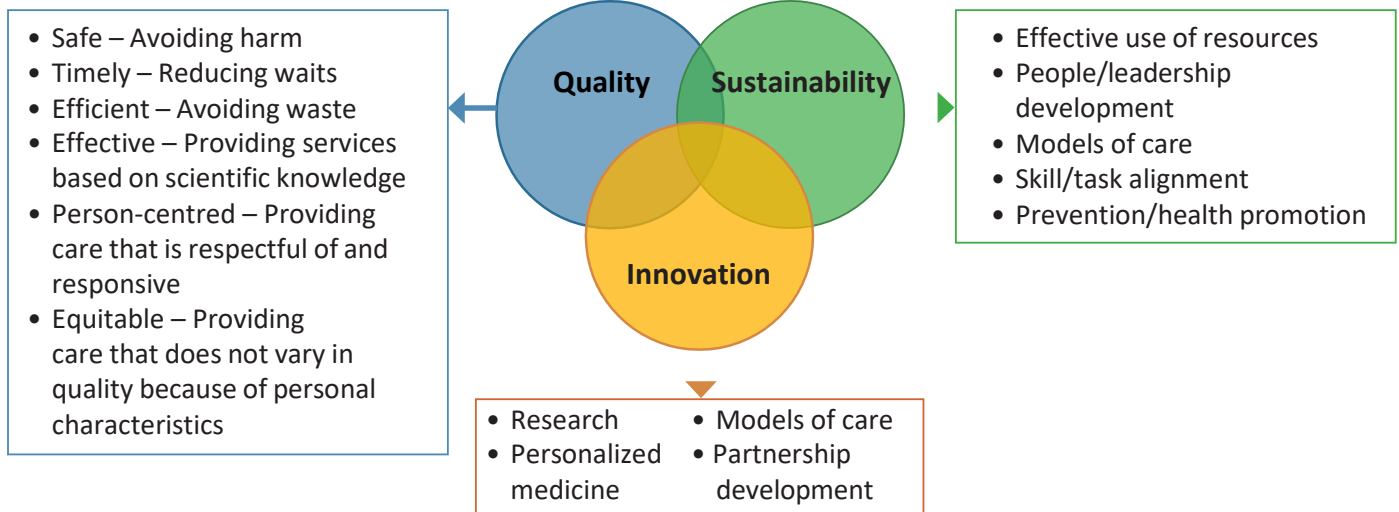 • Safe – Avoiding harm
• Timely – Reducing waits
• Efficient – Avoiding waste
• Effective – Providing services
based on scientific knowledge
• Person-centred – Providing
care that is respectful of and
responsive
• Equitable – Providing
care that does not vary in
quality because of personal
characteristics
Quality
Sustainability
Innovation
• Effective use of resources
• People/leadership
development
• Models of care
• Skill/task alignment
• Prevention/health promotion
• Research
• Personalized
medicine
• Models of care
• Partnership
development